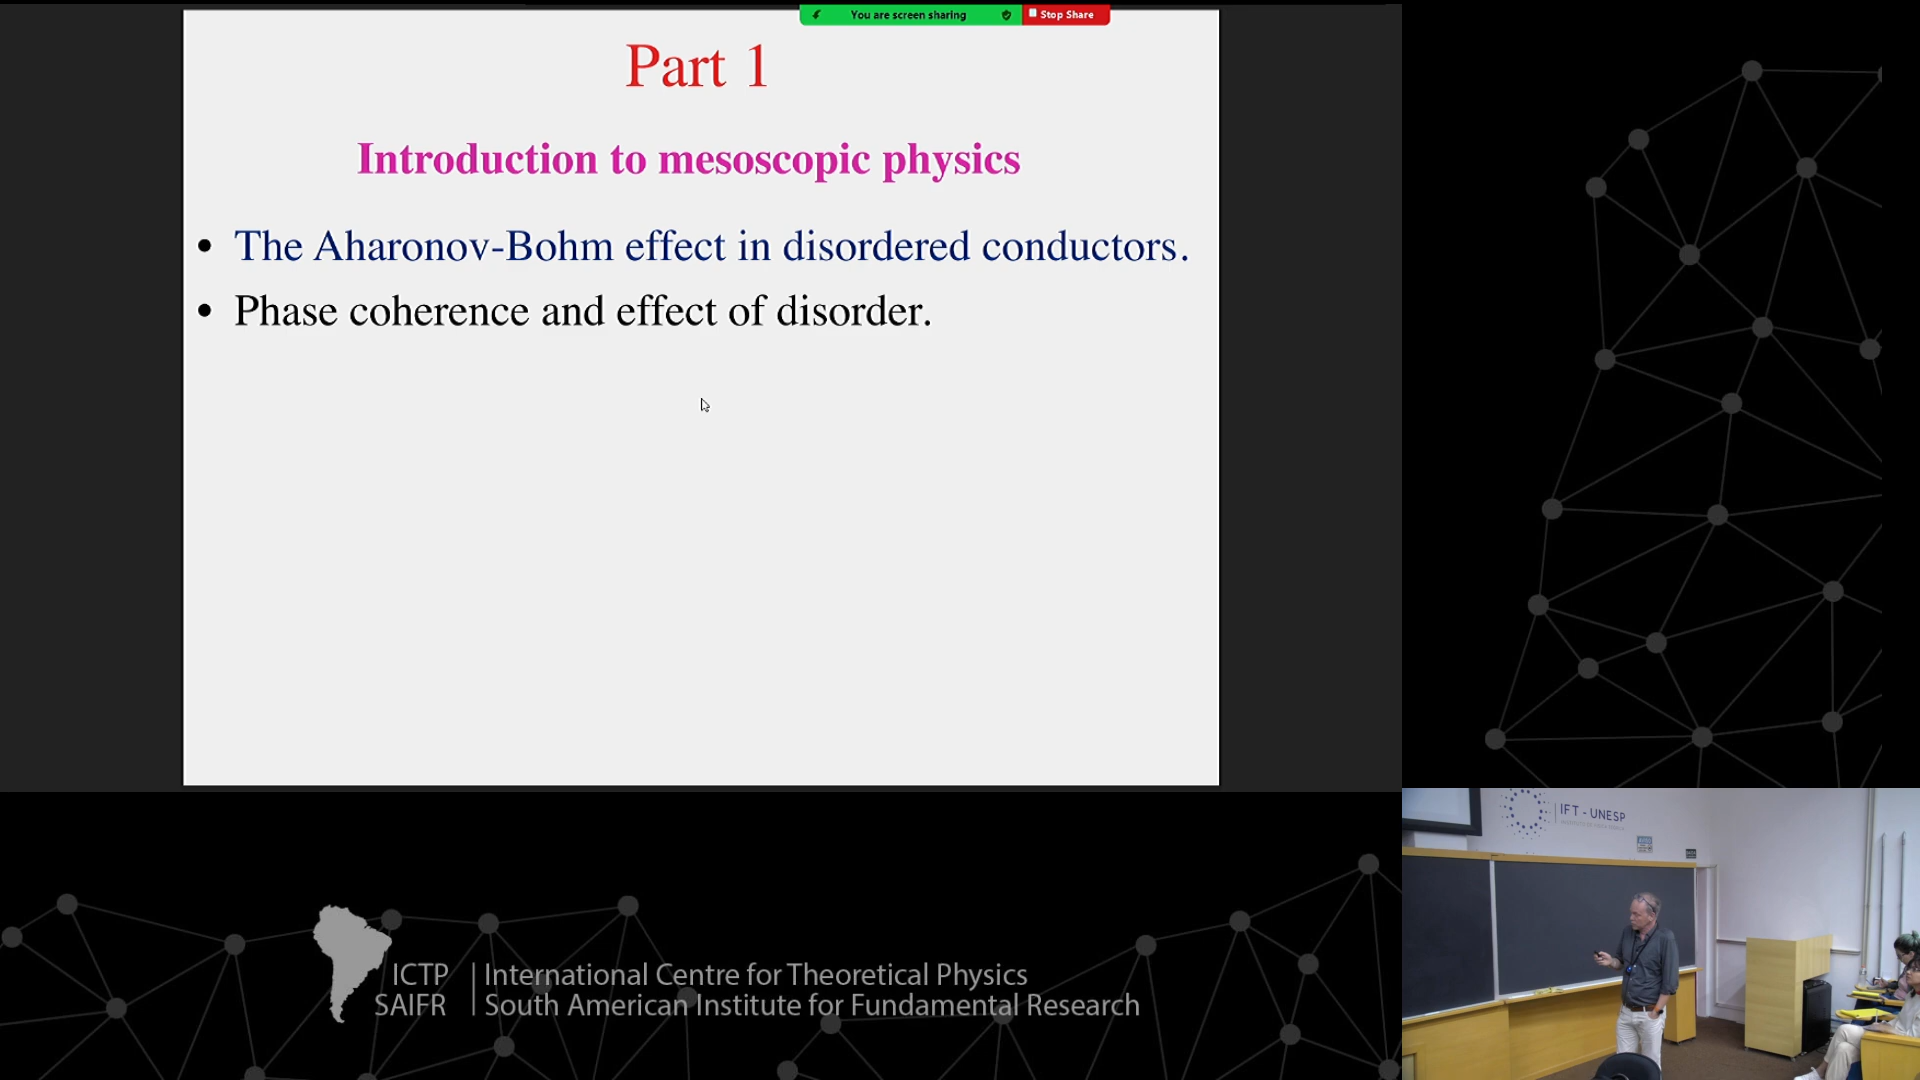 You are screen sharing
Stop Share
Part 1
Introduction to mesoscopic physics
• The Aharonov-Bohm effect in disordered conductors.
• Phase coherence and effect of disorder.
IFT - UNESP
ICTP
SAIFR
International Centre for Theoretical Physics
South American Institute for Fundamental Research